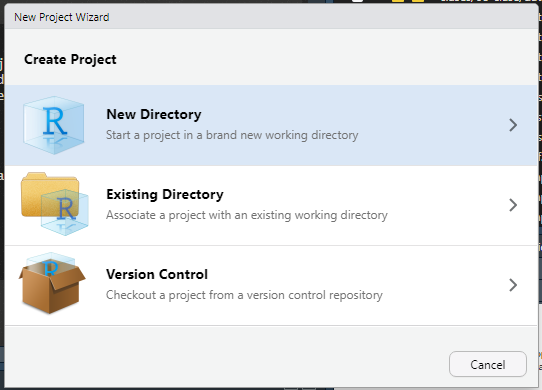 New Project Wizard
Create Project
New Directory
Start a project in a brand new working directory
Existing Directory
Associate a project with an existing working directory
Version Control
Checkout a project from a version control repository
Cancel